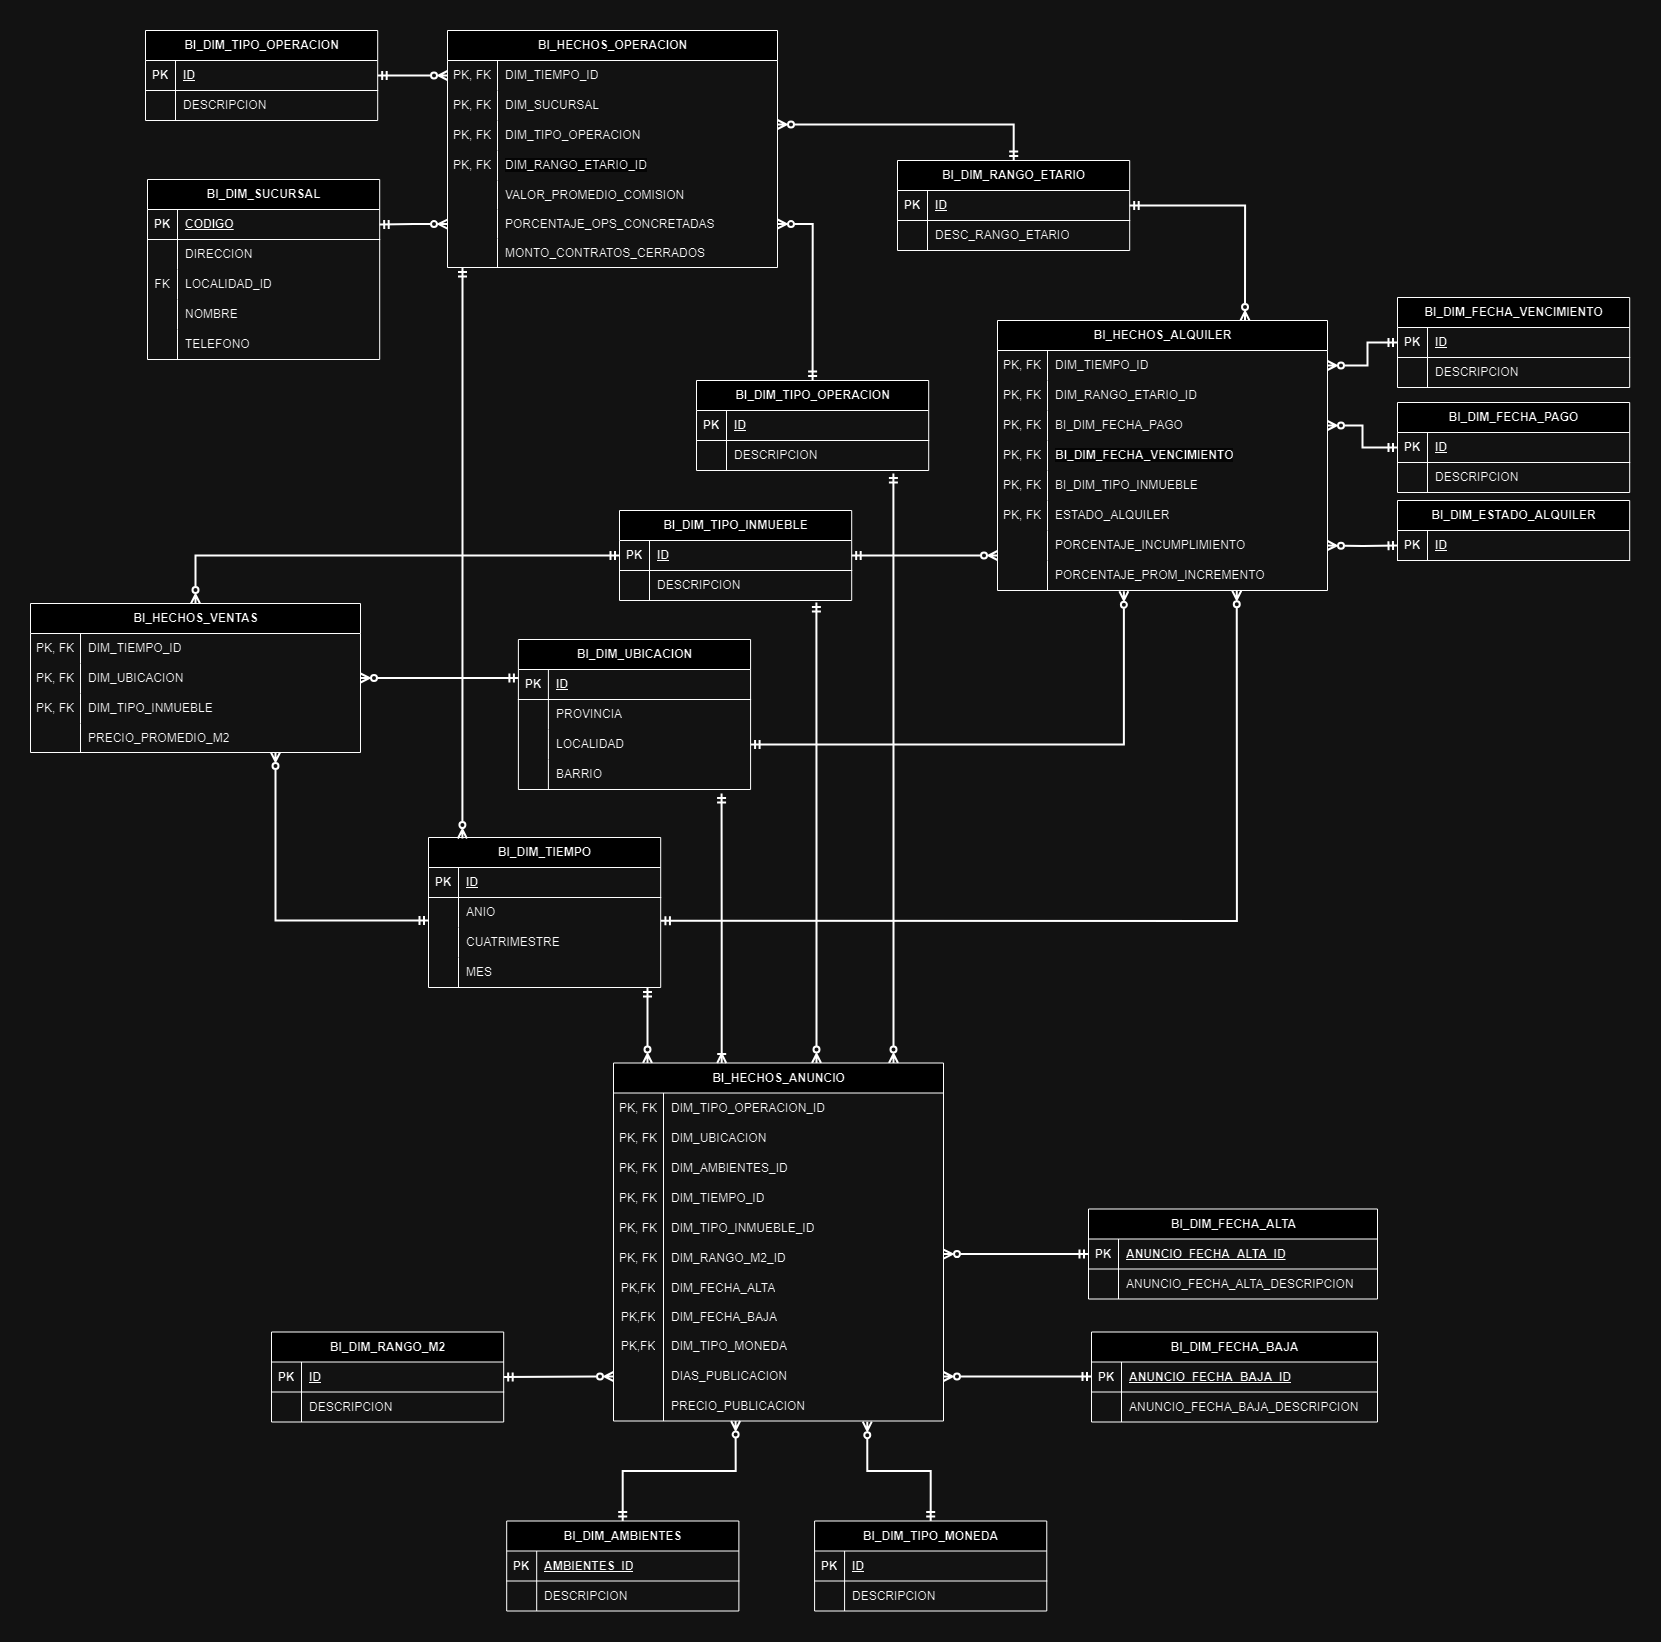 BI_DIM_TIPO_OPERACION
PK ID
DESCRIPCION
BI_HECHOS_OPERACION
PK, FK DIM_TIEMPO_ID
PK, FK DIM_SUCURSAL
PK, FK DIM_TIPO_OPERACION
PK, FK DIM_RANGO_ETARIO_ID
VALOR_PROMEDIO_COMISION
PORCENTAJE_OPS_CONCRETADAS
MONTO_CONTRATOS_CERRADOS
BI_DIM_RANGO_ETARIO
PK ID
DESC_RANGO_ETARIO
BI_DIM_SUCURSAL
PK CODIGO
DIRECCION
FK LOCALIDAD_ID
NOMBRE
TELEFONO
BI_HECHOS_ALQUILER
PK, FK DIM_TIEMPO_ID
PK, FK DIM_RANGO_ETARIO_ID
PK, FK BI_DIM_FECHA_PAGO
PK, FK BI_DIM_FECHA_VENCIMIENTO
PK, FK BI_DIM_TIPO_INMUEBLE
PK, FK ESTADO_ALQUILER
PORCENTAJE_INCUMPLIMIENTO
PORCENTAJE_PROM_INCREMENTO
BI_DIM_FECHA_VENCIMIENTO
PK ID
DESCRIPCION
BI_DIM_FECHA_PAGO
PK ID
DESCRIPCION
BI_DIM_ESTADO_ALQUILER
PK ID
BI_DIM_TIPO_OPERACION
PK ID
DESCRIPCION
BI_DIM_TIPO_INMUEBLE
PK ID
DESCRIPCION
BI_HECHOS_VENTAS
PK, FK DIM_TIEMPO_ID
PK, FK DIM_UBICACION
PK, FK DIM_TIPO_INMUEBLE
PRECIO_PROMEDIO_M2
BI_DIM_UBICACION
PK ID
PROVINCIA
LOCALIDAD
BARRIO
BI_DIM_TIEMPO
PK ID
ANIO
CUATRIMESTRE
MES
BI_HECHOS_ANUNCIO
PK, FK DIM_TIPO_OPERACION_ID
PK, FK DIM_UBICACION
PK, FK DIM_AMBIENTES_ID
PK, FK DIM_TIEMPO_ID
PK, FK DIM_TIPO_INMUEBLE_ID
PK, FK DIM_RANGO_M2_ID
PK,FK DIM_FECHA_ALTA
PK,FK DIM_FECHA_BAJA
PK,FK DIM_TIPO_MONEDA
DIAS_PUBLICACION
PRECIO_PUBLICACION
BI_DIM_FECHA_ALTA
PK ANUNCIO_FECHA_ALTA_ID
ANUNCIO_FECHA_ALTA_DESCRIPCION
BI_DIM_RANGO_M2
PK ID
DESCRIPCION
BI_DIM_FECHA_BAJA
PK ANUNCIO_FECHA_BAJA_ID
ANUNCIO_FECHA_BAJA_DESCRIPCION
BI_DIM_AMBIENTES
PK AMBIENTES_ID
DESCRIPCION
BI_DIM_TIPO_MONEDA
PK ID
DESCRIPCION